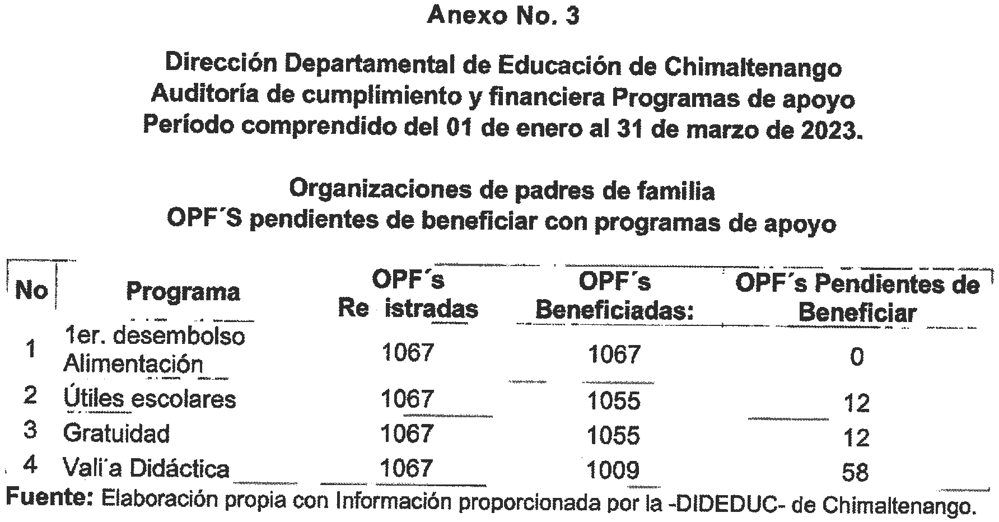 Anexo No. 3
Dirección Departamental de Educación de Chimaltenango
Auditoría de cumplimiento y financiera Programas de apoyo
Período comprendido del 01 de enero al 31 de marzo de 2023.
Organizaciones de padres de familia
OPF´S pendientes de beneficiar con programas de apoyo
No Programa OPF´s Re istradas OPF´s Beneficiadas: OPF´s Pendientes de Beneficiar
1 1er. desembolso Alimentación 1067 1067 0
2 Útiles escolares 1067 1055 12
3 Gratuidad 1067 1055 12
4 Vali´a Didáctica 1067 1009 58
Fuente: Elaboración propia con Información proporcionada por la -DIDEDUC- de Chimaltenango.